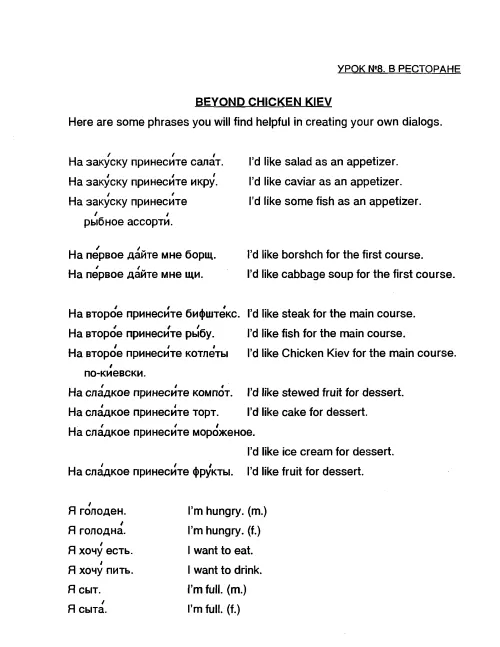 УРОК №8. В РЕСТОРАНЕ
BEYOND CHICKEN KIEV
Here are some phrases you will find helpful in creating your own dialogs.
На заку́ску принеси́те сала́т. I'd like salad as an appetizer.
На заку́ску принеси́те икру́. I'd like caviar as an appetizer.
На заку́ску принеси́те I'd like some fish as an appetizer.
ры́бное ассорти́.
На пе́рвое да́йте мне борщ. I'd like borshch for the first course.
На пе́рвое да́йте мне щи. I'd like cabbage soup for the first course.
На второ́е принеси́те бифште́кс. I'd like steak for the main course.
На второ́е принеси́те ры́бу. I'd like fish for the main course.
На второ́е принеси́те котле́ты I'd like Chicken Kiev for the main course.
по-ки́евски.
На сла́дкое принеси́те компо́т. I'd like stewed fruit for dessert.
На сла́дкое принеси́те торт. I'd like cake for dessert.
На сла́дкое принеси́те моро́женое.
I'd like ice cream for dessert.
На сла́дкое принеси́те фру́кты. I'd like fruit for dessert.
Я го́лоден. I'm hungry. (m.)
Я голодна́. I'm hungry. (f.)
Я хочу́ есть. I want to eat.
Я хочу́ пить. I want to drink.
Я сыт. I'm full. (m.)
Я сыта́. I'm full. (f.)